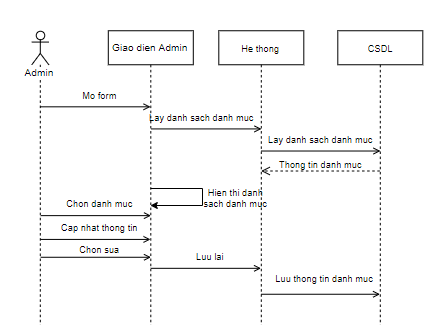 Giao dien Admin
He thong
CSDL
Admin
Mo form
Lay danh sach danh muc
Lay danh sach danh muc
Thong tin danh muc
Hien thi danh
sach danh muc
Chon danh muc
Cap nhat thong tin
Chon sua
Luu lai
Luu thong tin danh muc